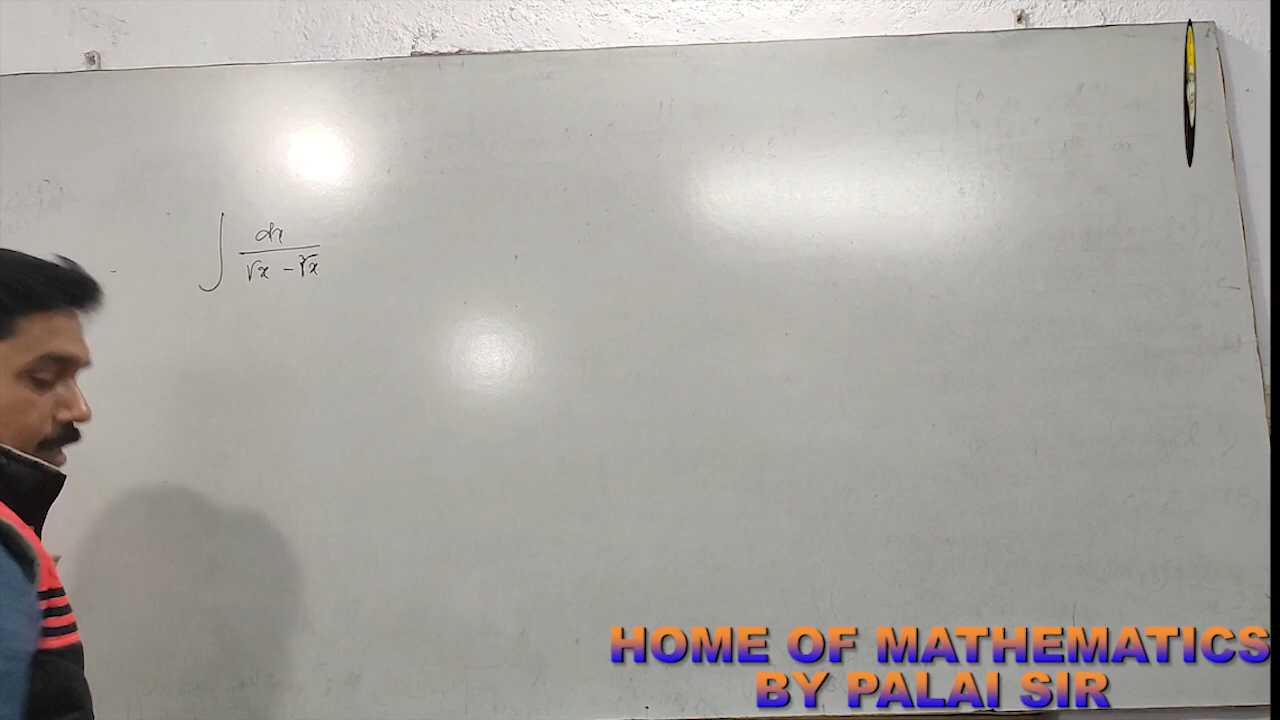 ∫ dx / (√x − ∛x)
HOME OF MATHEMATICS
BY PALAI SIR